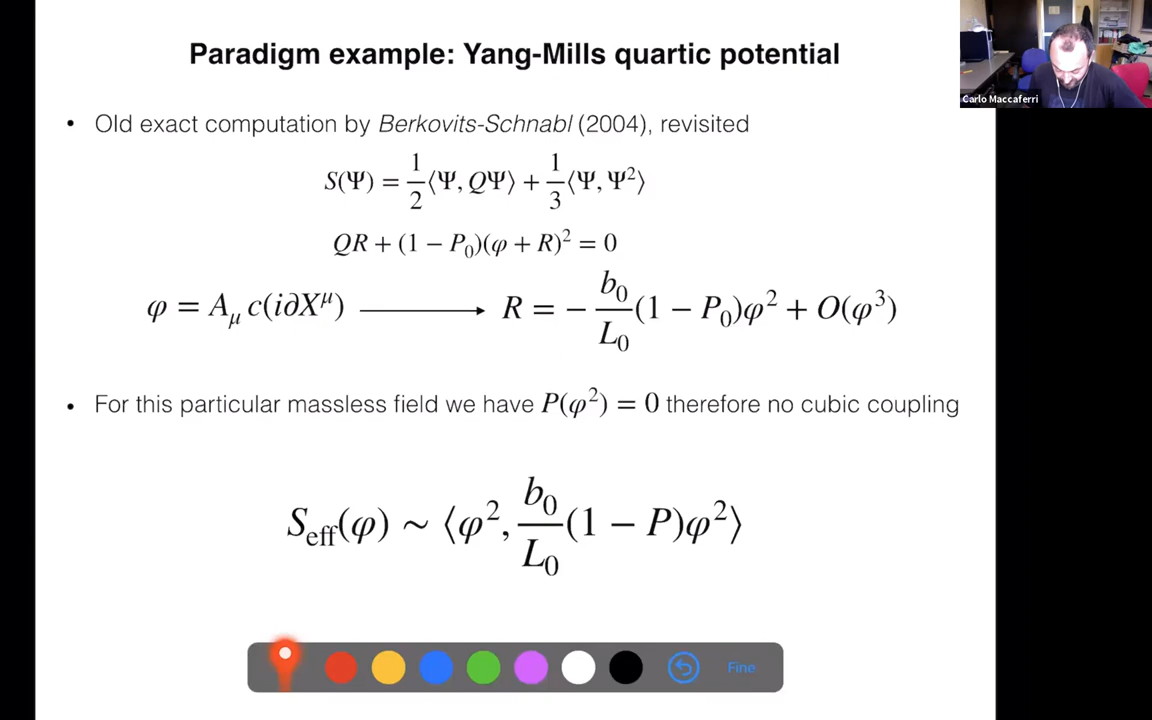 Paradigm example: Yang-Mills quartic potential
Carlo Maccaferri
• Old exact computation by Berkovits-Schnabl (2004), revisited
S(Ψ) = 1/2 ⟨Ψ, QΨ⟩ + 1/3 ⟨Ψ, Ψ²⟩
QR + (1 − P₀)(φ + R)² = 0
φ = A_μ c(i∂X^μ) ⟶ R = − b₀/L₀ (1 − P₀)φ² + O(φ³)
• For this particular massless field we have P(φ²) = 0 therefore no cubic coupling
S_eff(φ) ∼ ⟨φ², b₀/L₀ (1 − P)φ²⟩
Fine